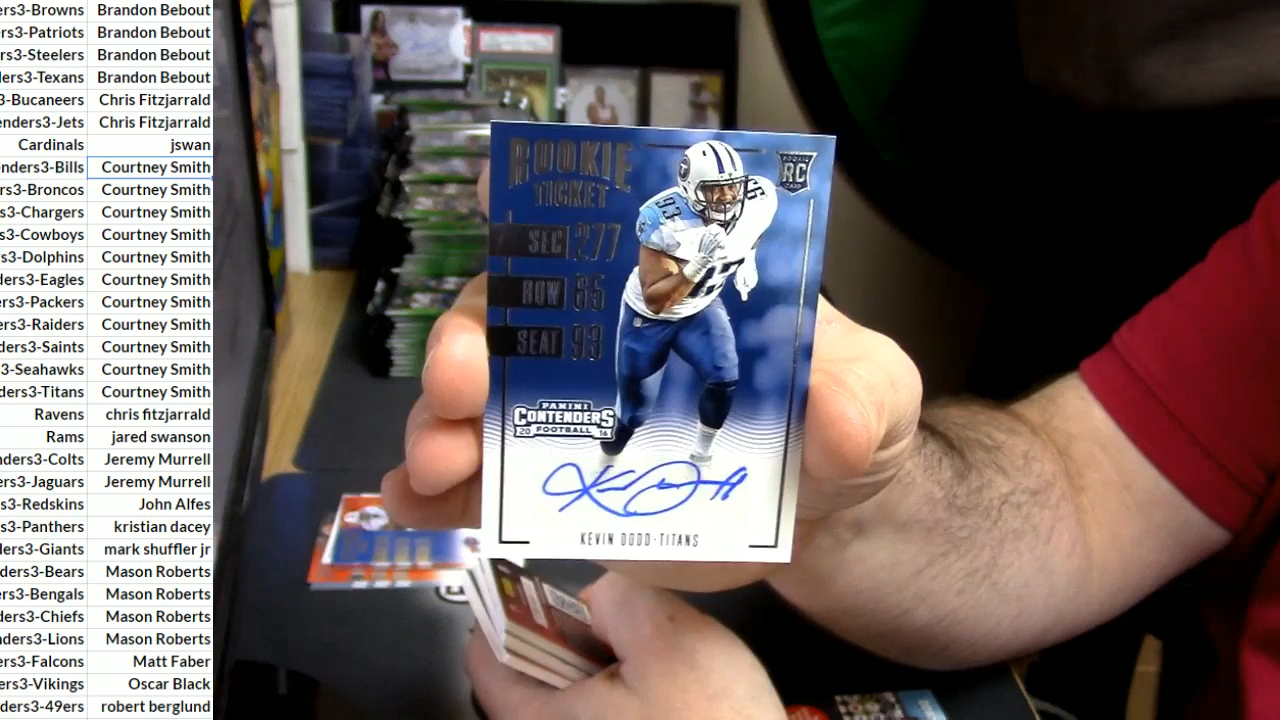 ers3-Browns Brandon Bebout
rs3-Patriots Brandon Bebout
rs3-Steelers Brandon Bebout
ders3-Texans Brandon Bebout
3-Bucaneers Chris Fitzjarrald
enders3-Jets Chris Fitzjarrald
Cardinals jswan
nders3-Bills Courtney Smith
rs3-Broncos Courtney Smith
s3-Chargers Courtney Smith
s3-Cowboys Courtney Smith
s3-Dolphins Courtney Smith
ders3-Eagles Courtney Smith
rs3-Packers Courtney Smith
ers3-Raiders Courtney Smith
ders3-Saints Courtney Smith
3-Seahawks Courtney Smith
ders3-Titans Courtney Smith
Ravens chris fitzjarrald
Rams jared swanson
nders3-Colts Jeremy Murrell
ers3-Jaguars Jeremy Murrell
s3-Redskins John Alfes
s3-Panthers kristian dacey
ders3-Giants mark shuffler jr
ders3-Bears Mason Roberts
ers3-Bengals Mason Roberts
ders3-Chiefs Mason Roberts
nders3-Lions Mason Roberts
ers3-Falcons Matt Faber
ers3-Vikings Oscar Black
nders3-49ers robert berglund
ROOKIE
TICKET
ROOKIE
RC
CARD
93
SEC 277
ROW 85
SEAT 93
PANINI
CONTENDERS
2016 FOOTBALL
KEVIN DODD-TITANS